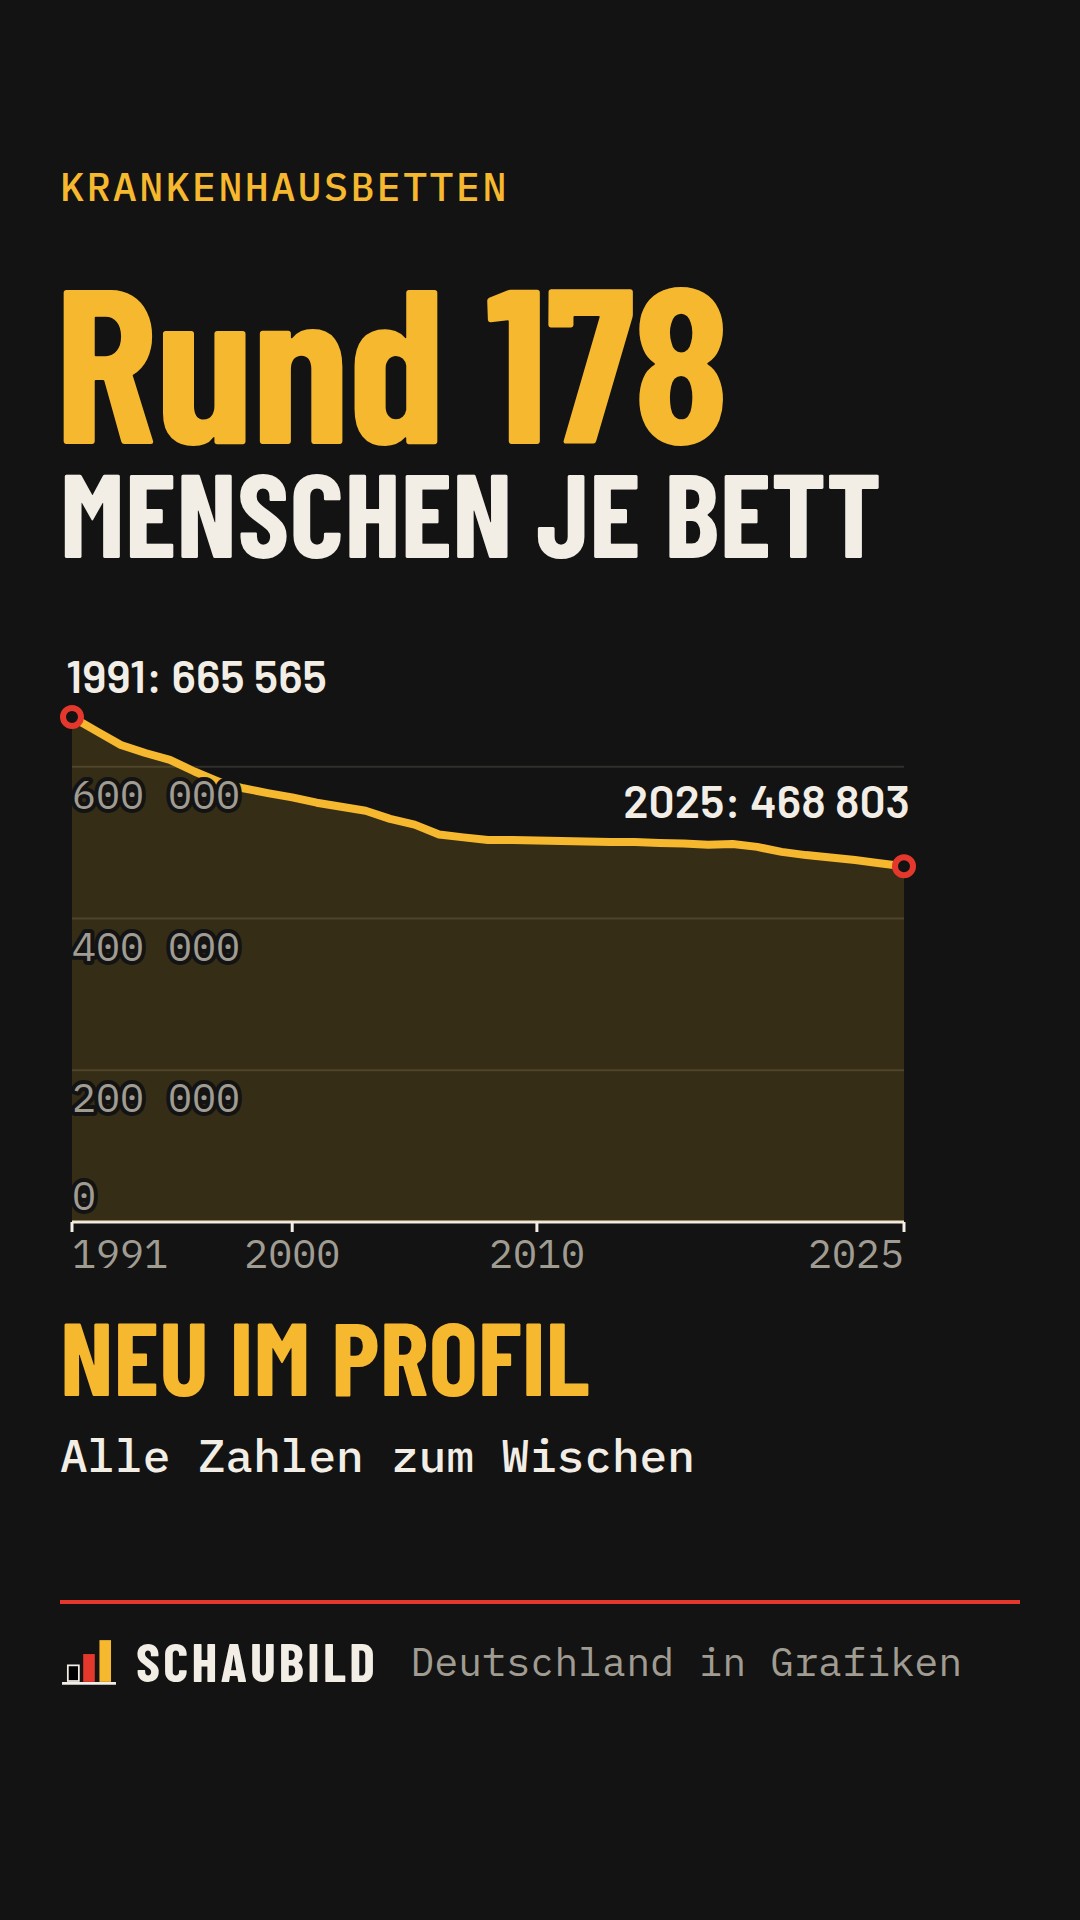 KRANKENHAUSBETTEN
Rund 178
MENSCHEN JE BETT
1991: 665 565
600 000
2025: 468 803
400 000
200 000
0
1991 2000 2010 2025
NEU IM PROFIL
Alle Zahlen zum Wischen
SCHAUBILD Deutschland in Grafiken